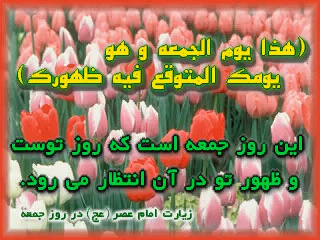 (هذا یوم الجمعه و هو
یومک المتوقع فیه ظهورک)
این روز جمعه است که روز توست
و ظهور تو در آن انتظار می رود.
زیارت امام عصر (عج) در روز جمعه